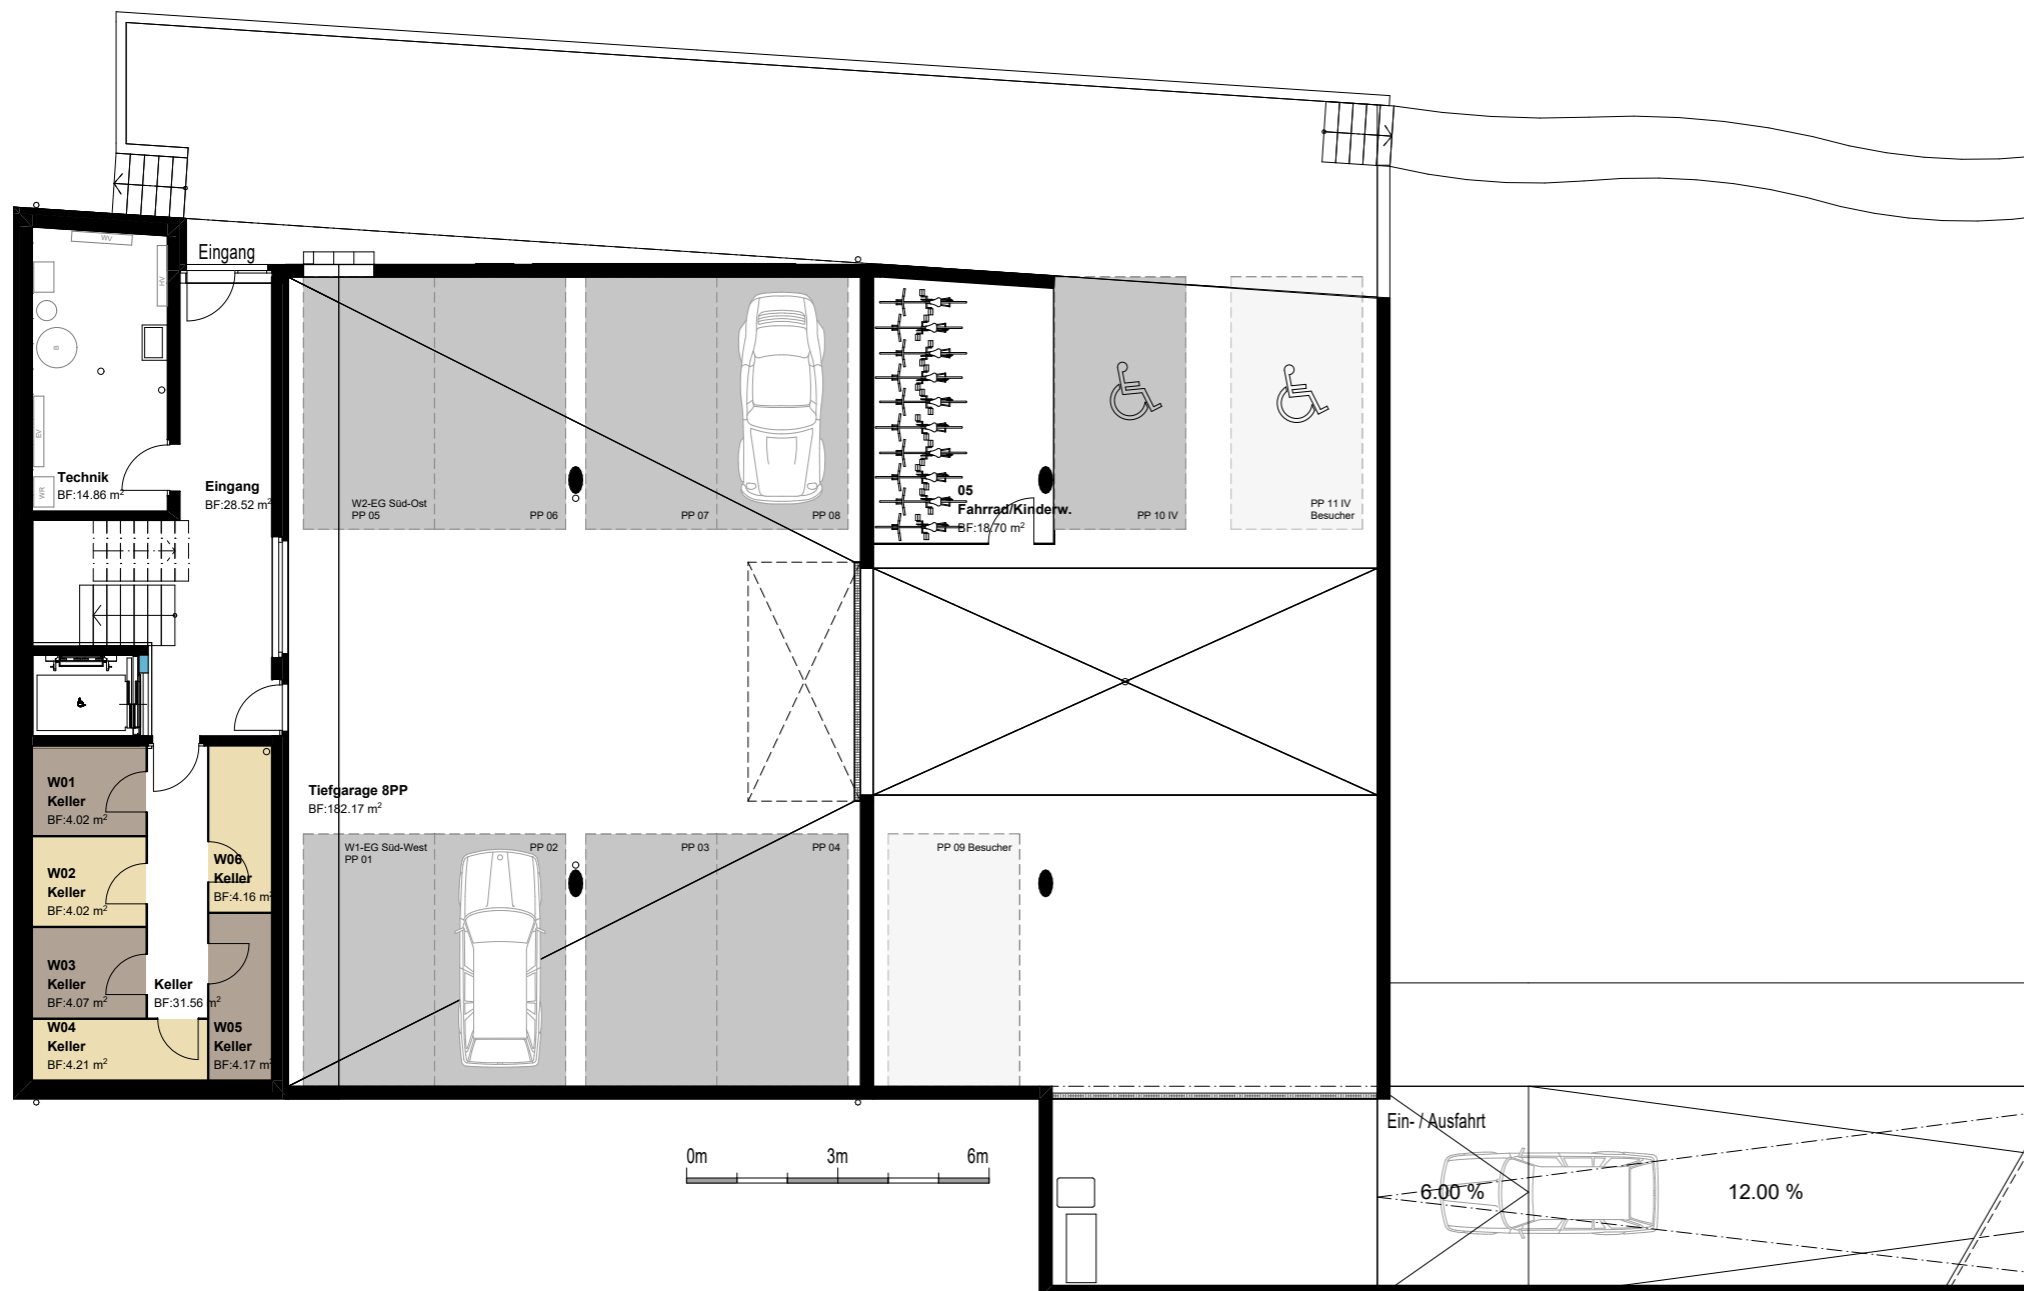 Eingang
WV
HV
B
EV
WR
Technik
BF:14.86 m²
Eingang
BF:28.52 m²
W2-EG Süd-Ost
PP 05
PP 06
PP 07
PP 08
05
Fahrrad/Kinderw.
BF:18.70 m²
PP 10 IV
PP 11 IV
Besucher
Tiefgarage 8PP
BF:182.17 m²
W1-EG Süd-West
PP 01
PP 02
PP 03
PP 04
PP 09 Besucher
W01
Keller
BF:4.02 m²
W02
Keller
BF:4.02 m²
W03
Keller
BF:4.07 m²
W04
Keller
BF:4.21 m²
Keller
BF:31.56 m²
W06
Keller
BF:4.16 m²
W05
Keller
BF:4.17 m²
0m 3m 6m
Ein- / Ausfahrt
6.00 %
12.00 %